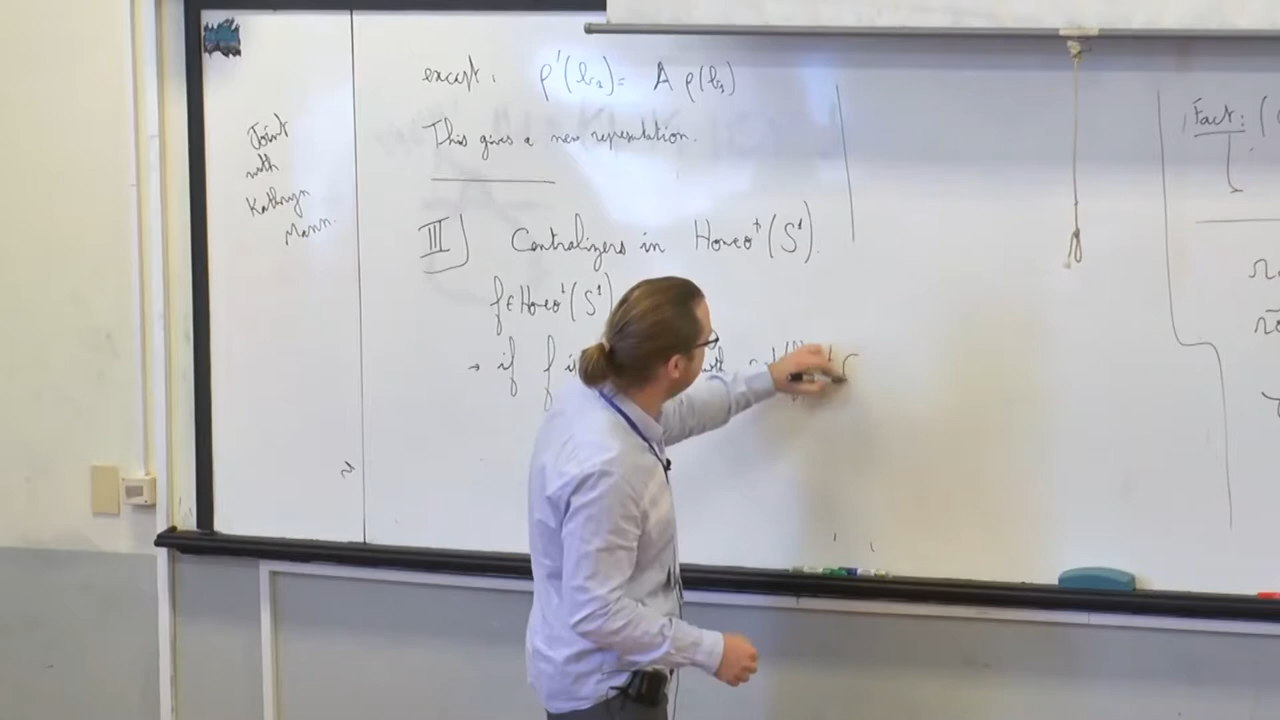 Joint
with
Kathryn
Mann.
except: ρ'(b₂) = A ρ(b₂)
This gives a new representation.
III) Centralizers in Homeo⁺(S¹).
f ∈ Homeo⁺(S¹)
→ if f
Fact: (